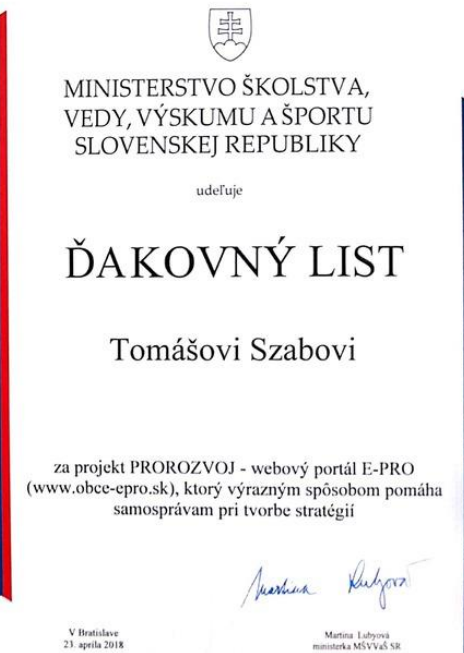 MINISTERSTVO ŠKOLSTVA,
VEDY, VÝSKUMU A ŠPORTU
SLOVENSKEJ REPUBLIKY
udeľuje
ĎAKOVNÝ LIST
Tomášovi Szabovi
za projekt PROROZVOJ - webový portál E-PRO
(www.obce-epro.sk), ktorý výrazným spôsobom pomáha
samosprávam pri tvorbe stratégií
Martina Lubyová
V Bratislave
23. apríla 2018
Martina Lubyová
ministerka MŠVVaŠ SR